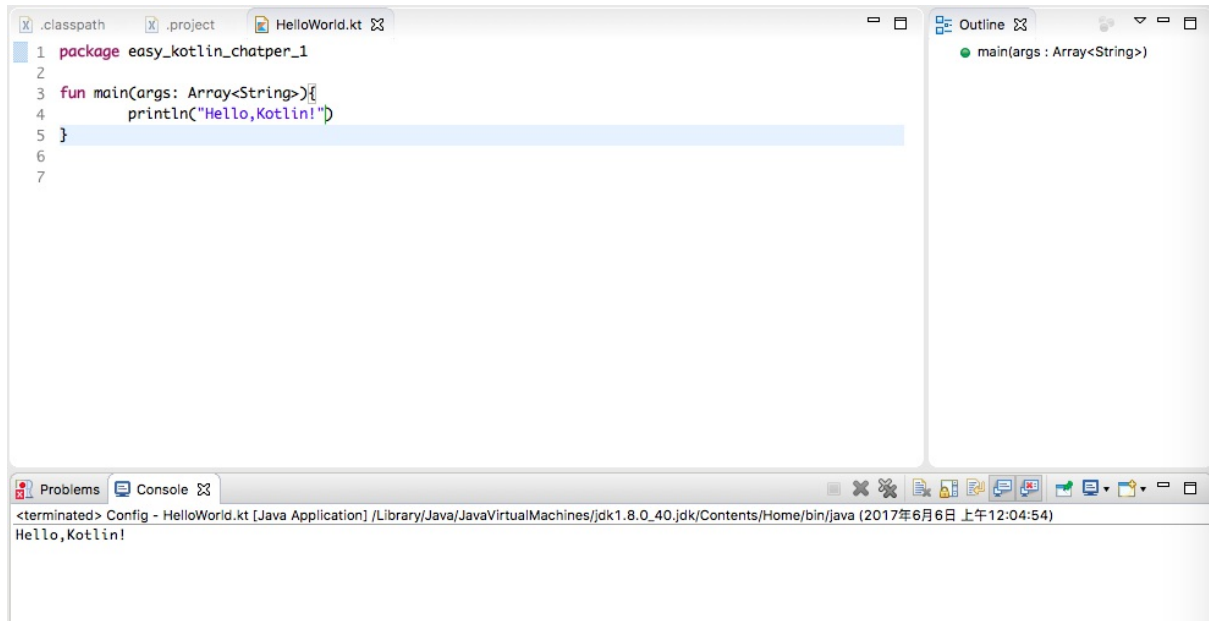 .classpath
.project
HelloWorld.kt
1 package easy_kotlin_chatper_1
2
3 fun main(args: Array<String>){
4 println("Hello,Kotlin!")
5 }
6
7
Outline
main(args : Array<String>)
Problems
Console
<terminated> Config - HelloWorld.kt [Java Application] /Library/Java/JavaVirtualMachines/jdk1.8.0_40.jdk/Contents/Home/bin/java (2017年6月6日 上午12:04:54)
Hello,Kotlin!